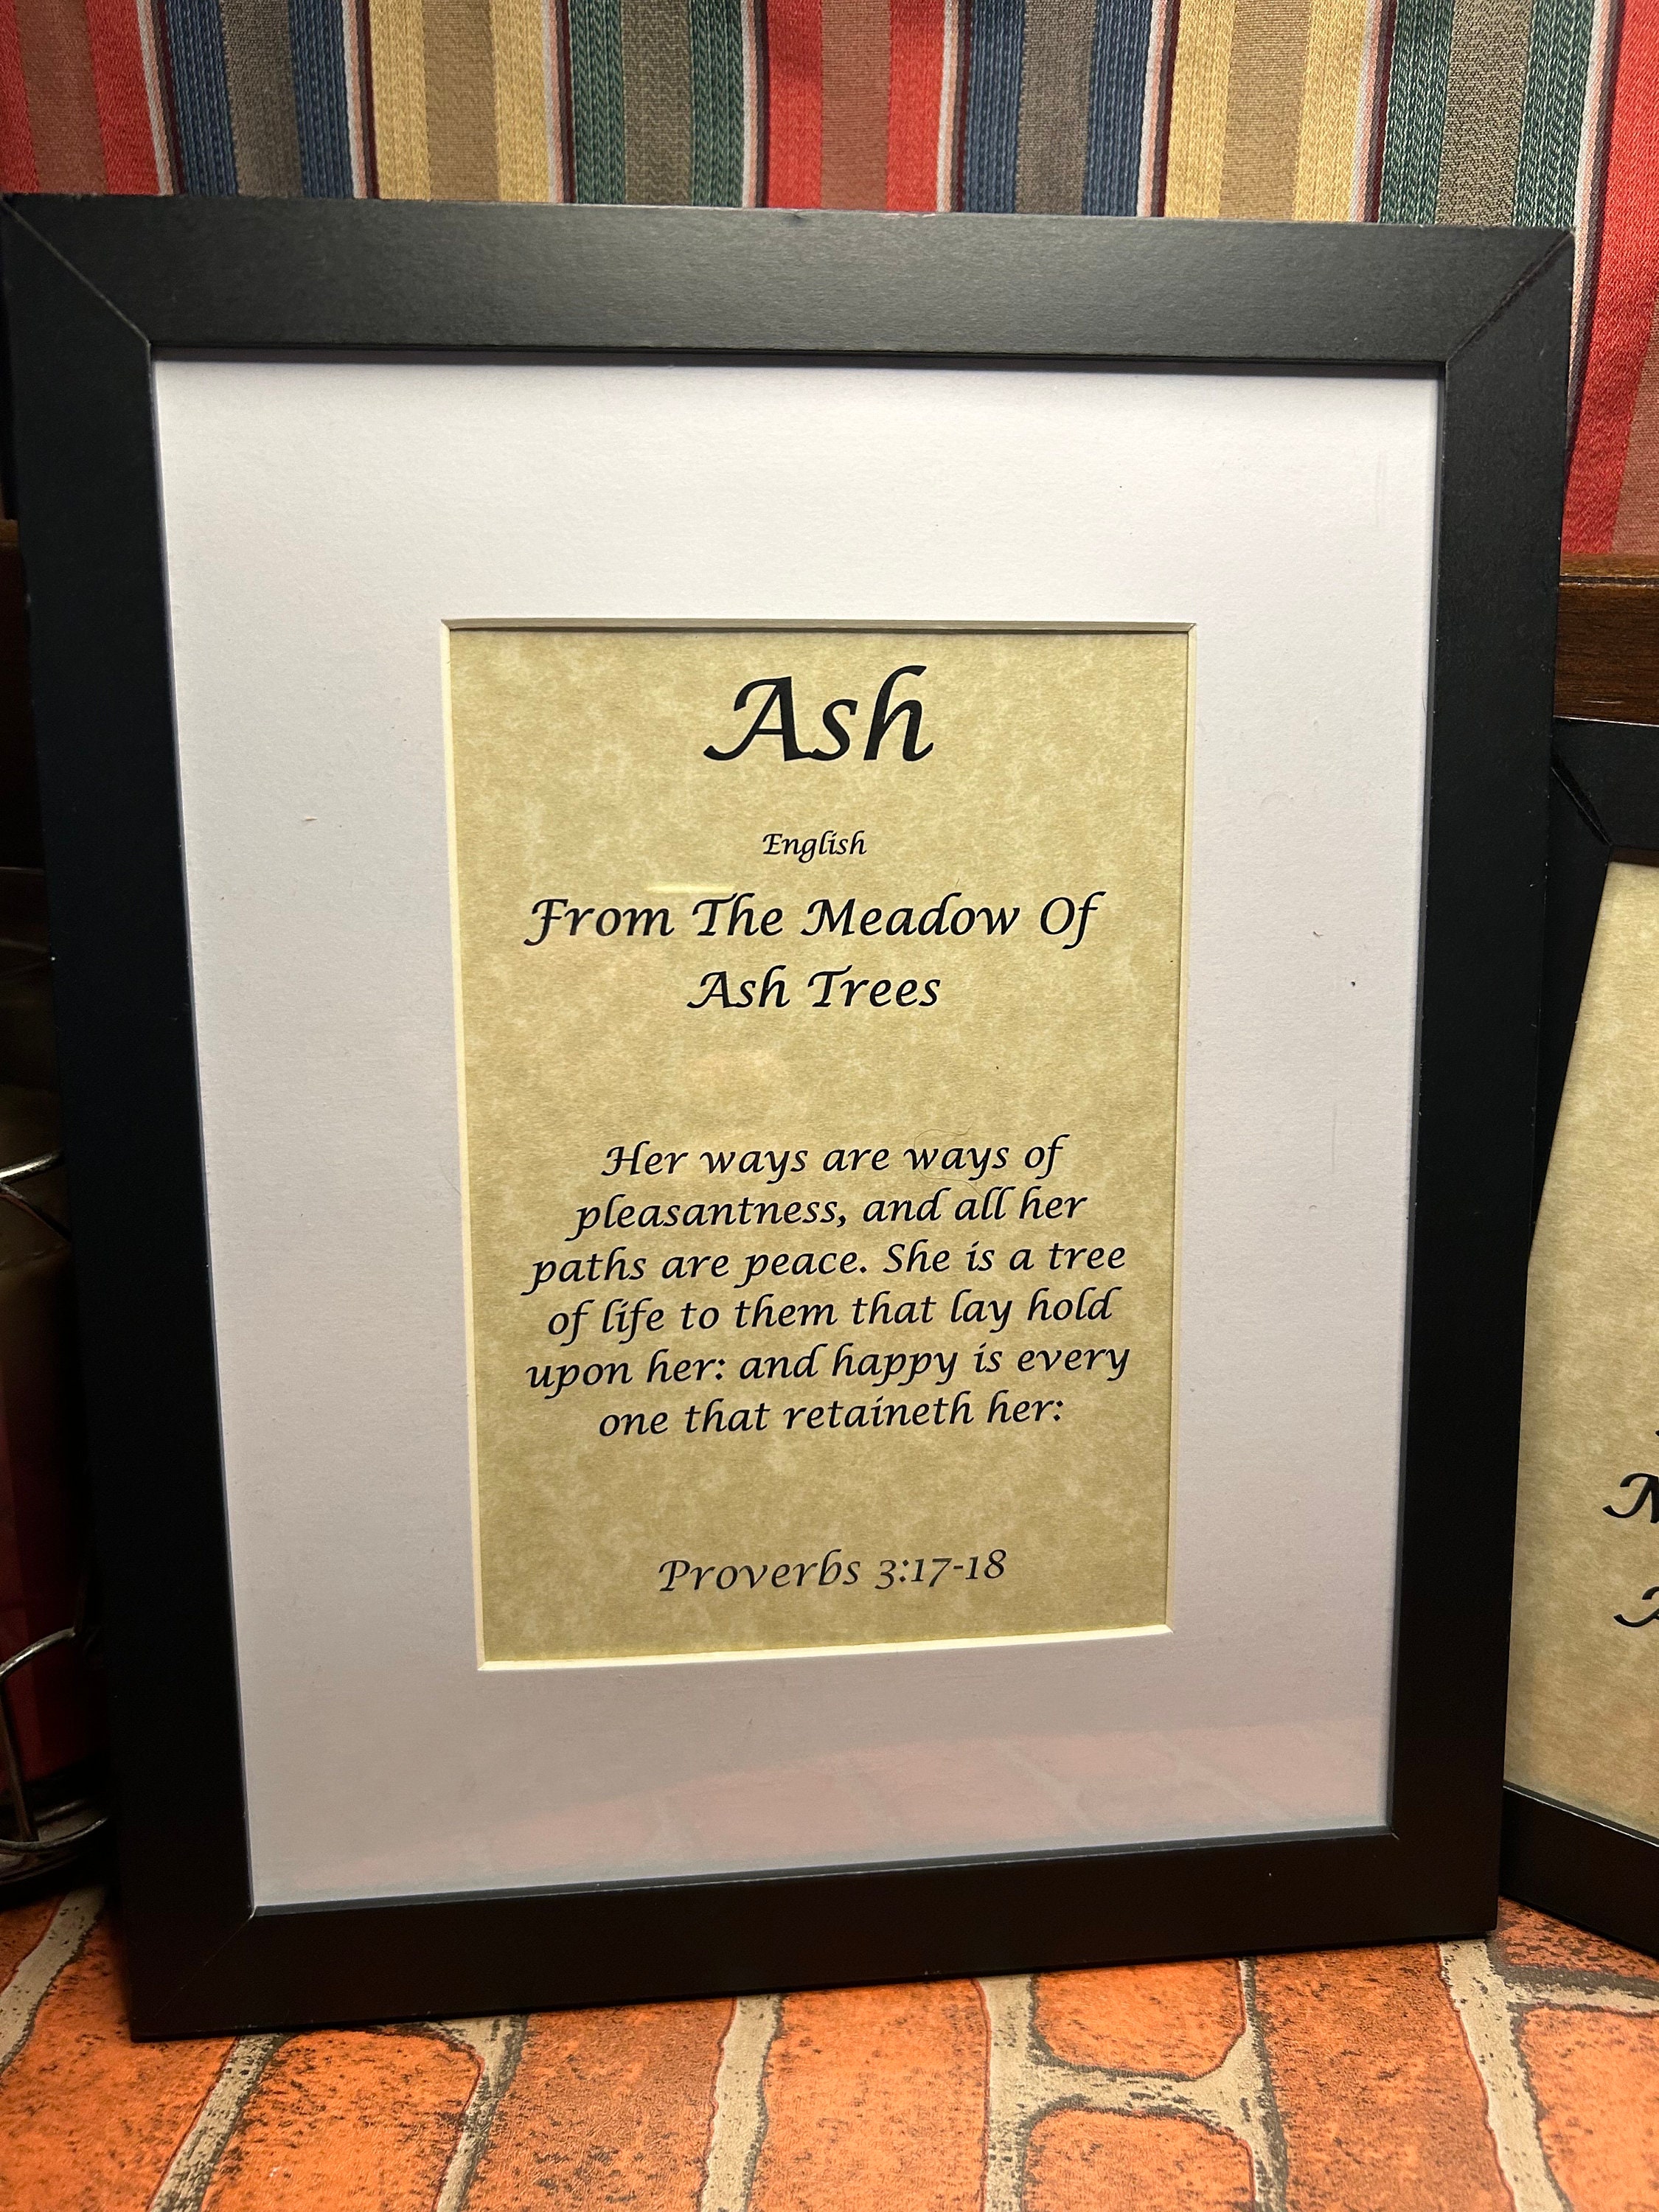 Ash
English
From The Meadow Of
Ash Trees
Her ways are ways of
pleasantness, and all her
paths are peace. She is a tree
of life to them that lay hold
upon her: and happy is every
one that retaineth her:
Proverbs 3:17-18